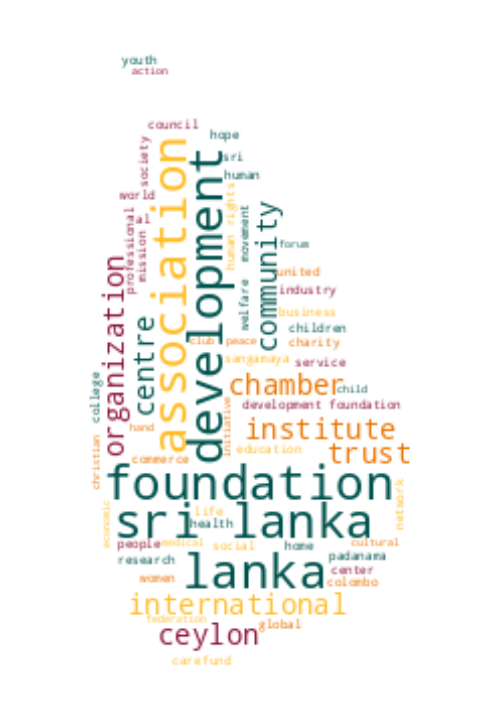 youth
action
council
hope
society
association
development
sri
human
world
human rights
al
professional
mission
movement
community
forum
organization
united
welfare
industry
business
centre
children
club
peace
charity
sangamaya
service
college
chamber
child
initiative
development foundation
hand
institute
christian
education
trust
commerce
foundation
network
economic
sri lanka
life
health
people
medical
social
home
cultural
research
padanama
lanka
center
women
colombo
international
federation
global
ceylon
carefund